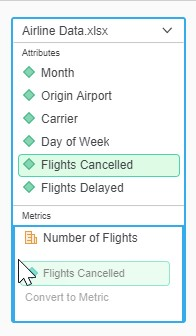 Airline Data.xlsx
Attributes
Month
Origin Airport
Carrier
Day of Week
Flights Cancelled
Flights Delayed
Metrics
Number of Flights
Flights Cancelled
Convert to Metric